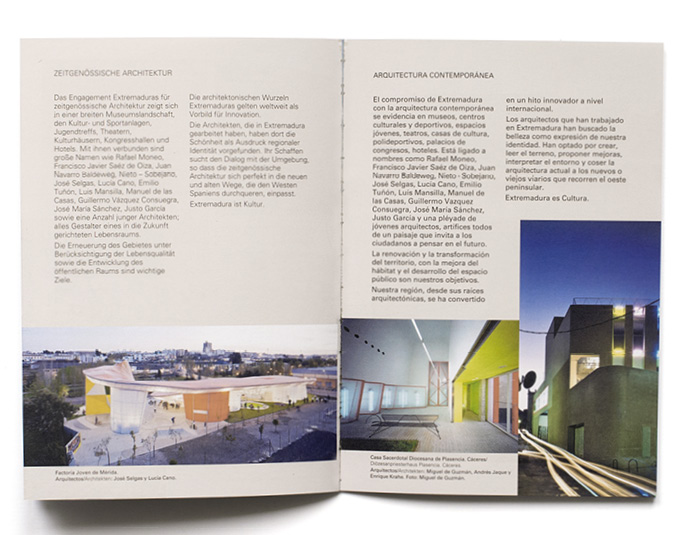 ZEITGENÖSSISCHE ARCHITEKTUR
Das Engagement Extremaduras für
zeitgenössische Architektur zeigt sich
in einer breiten Museumslandschaft,
den Kultur- und Sportanlagen,
Jugendtreffs, Theatern,
Kulturhäusern, Kongresshallen und
Hotels. Mit ihnen verbunden sind
große Namen wie Rafael Moneo,
Francisco Javier Saéz de Oiza, Juan
Navarro Baldeweg, Nieto – Sobejano,
José Selgas, Lucía Cano, Emilio
Tuñón, Luis Mansilla, Manuel de las
Casas, Guillermo Vázquez Consuegra,
José María Sánchez, Justo García
sowie eine Anzahl junger Architekten,
alles Gestalter eines in die Zukunft
gerichteten Lebensraums.
Die Erneuerung des Gebietes unter
Berücksichtigung der Lebensqualität
sowie die Entwicklung des
öffentlichen Raums sind wichtige
Ziele.
Die architektonischen Wurzeln
Extremaduras gelten weltweit als
Vorbild für Innovation.
Die Architekten, die in Extremadura
gearbeitet haben, haben dort die
Schönheit als Ausdruck regionaler
Identität vorgefunden. Ihr Schaffen
sucht den Dialog mit der Umgebung,
so dass die zeitgenössische
Architektur sich perfekt in die neuen
und alten Wege, die den Westen
Spaniens durchqueren, einpasst.
Extremadura ist Kultur.
Factoría Joven de Mérida.
Arquitectos/Architekten: José Selgas y Lucía Cano.
ARQUITECTURA CONTEMPORÁNEA
El compromiso de Extremadura
con la arquitectura contemporánea
se evidencia en museos, centros
culturales y deportivos, espacios
jóvenes, teatros, casas de cultura,
polideportivos, palacios de
congresos, hoteles. Está ligado a
nombres como Rafael Moneo,
Francisco Javier Saéz de Oiza, Juan
Navarro Baldeweg, Nieto - Sobejano,
José Selgas, Lucía Cano, Emilio
Tuñón, Luis Mansilla, Manuel de
las Casas, Guillermo Vazquez
Consuegra, José María Sánchez,
Justo García y una pléyade de
jóvenes arquitectos, artífices todos
de un paisaje que invita a los
ciudadanos a pensar en el futuro.
La renovación y la transformación
del territorio, con la mejora del
hábitat y el desarrollo del espacio
público son nuestros objetivos.
Nuestra región, desde sus raíces
arquitectónicas, se ha convertido
en un hito innovador a nivel
internacional.
Los arquitectos que han trabajado
en Extremadura han buscado la
belleza como expresión de nuestra
identidad. Han optado por crear,
leer el terreno, proponer mejoras,
interpretar el entorno y coser la
arquitectura actual a los nuevos o
viejos viarios que recorren el oeste
peninsular.
Extremadura es Cultura.
Casa Sacerdotal Diocesana de Plasencia. Cáceres/
Diözesanpriesterhaus Plasencia. Cáceres.
Arquitectos/Architekten: Miguel de Guzmán, Andrés Jaque y
Enrique Krahe. Foto: Miguel de Guzmán.